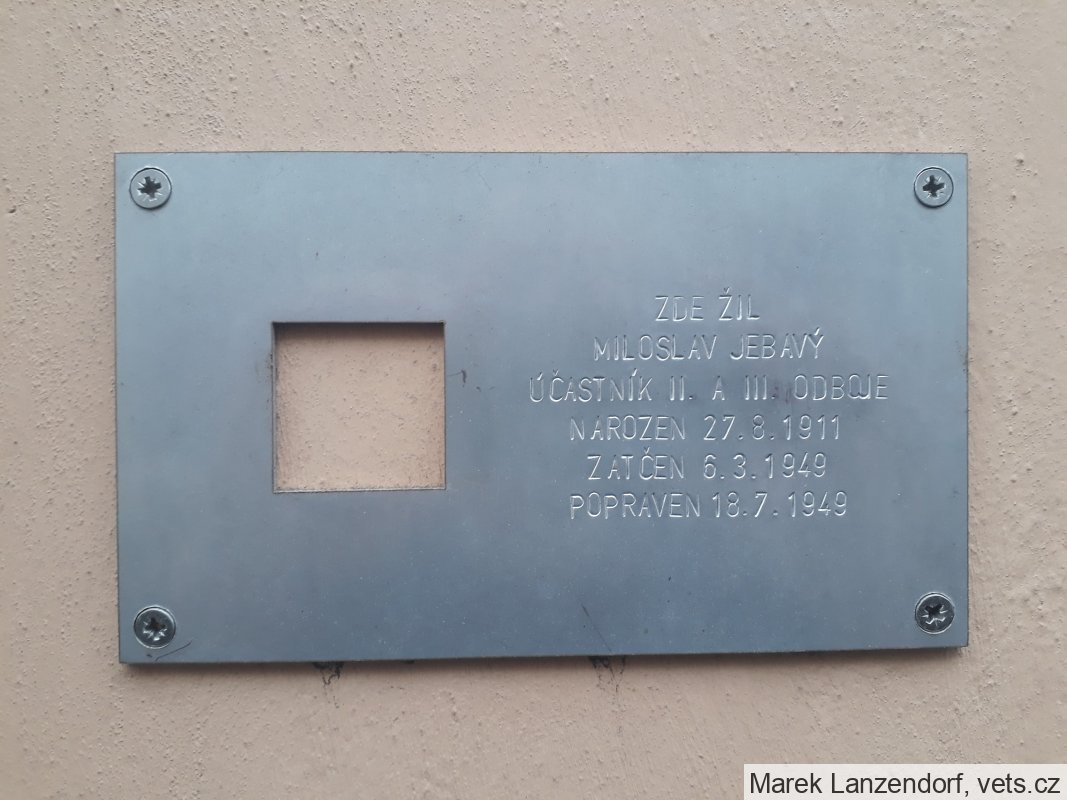 ZDE ŽIL
MILOSLAV JEBAVÝ
ÚČASTNÍK II. A III. ODBOJE
NAROZEN 27.8.1911
ZATČEN 6.3.1949
POPRAVEN 18.7.1949
Marek Lanzendorf, vets.cz